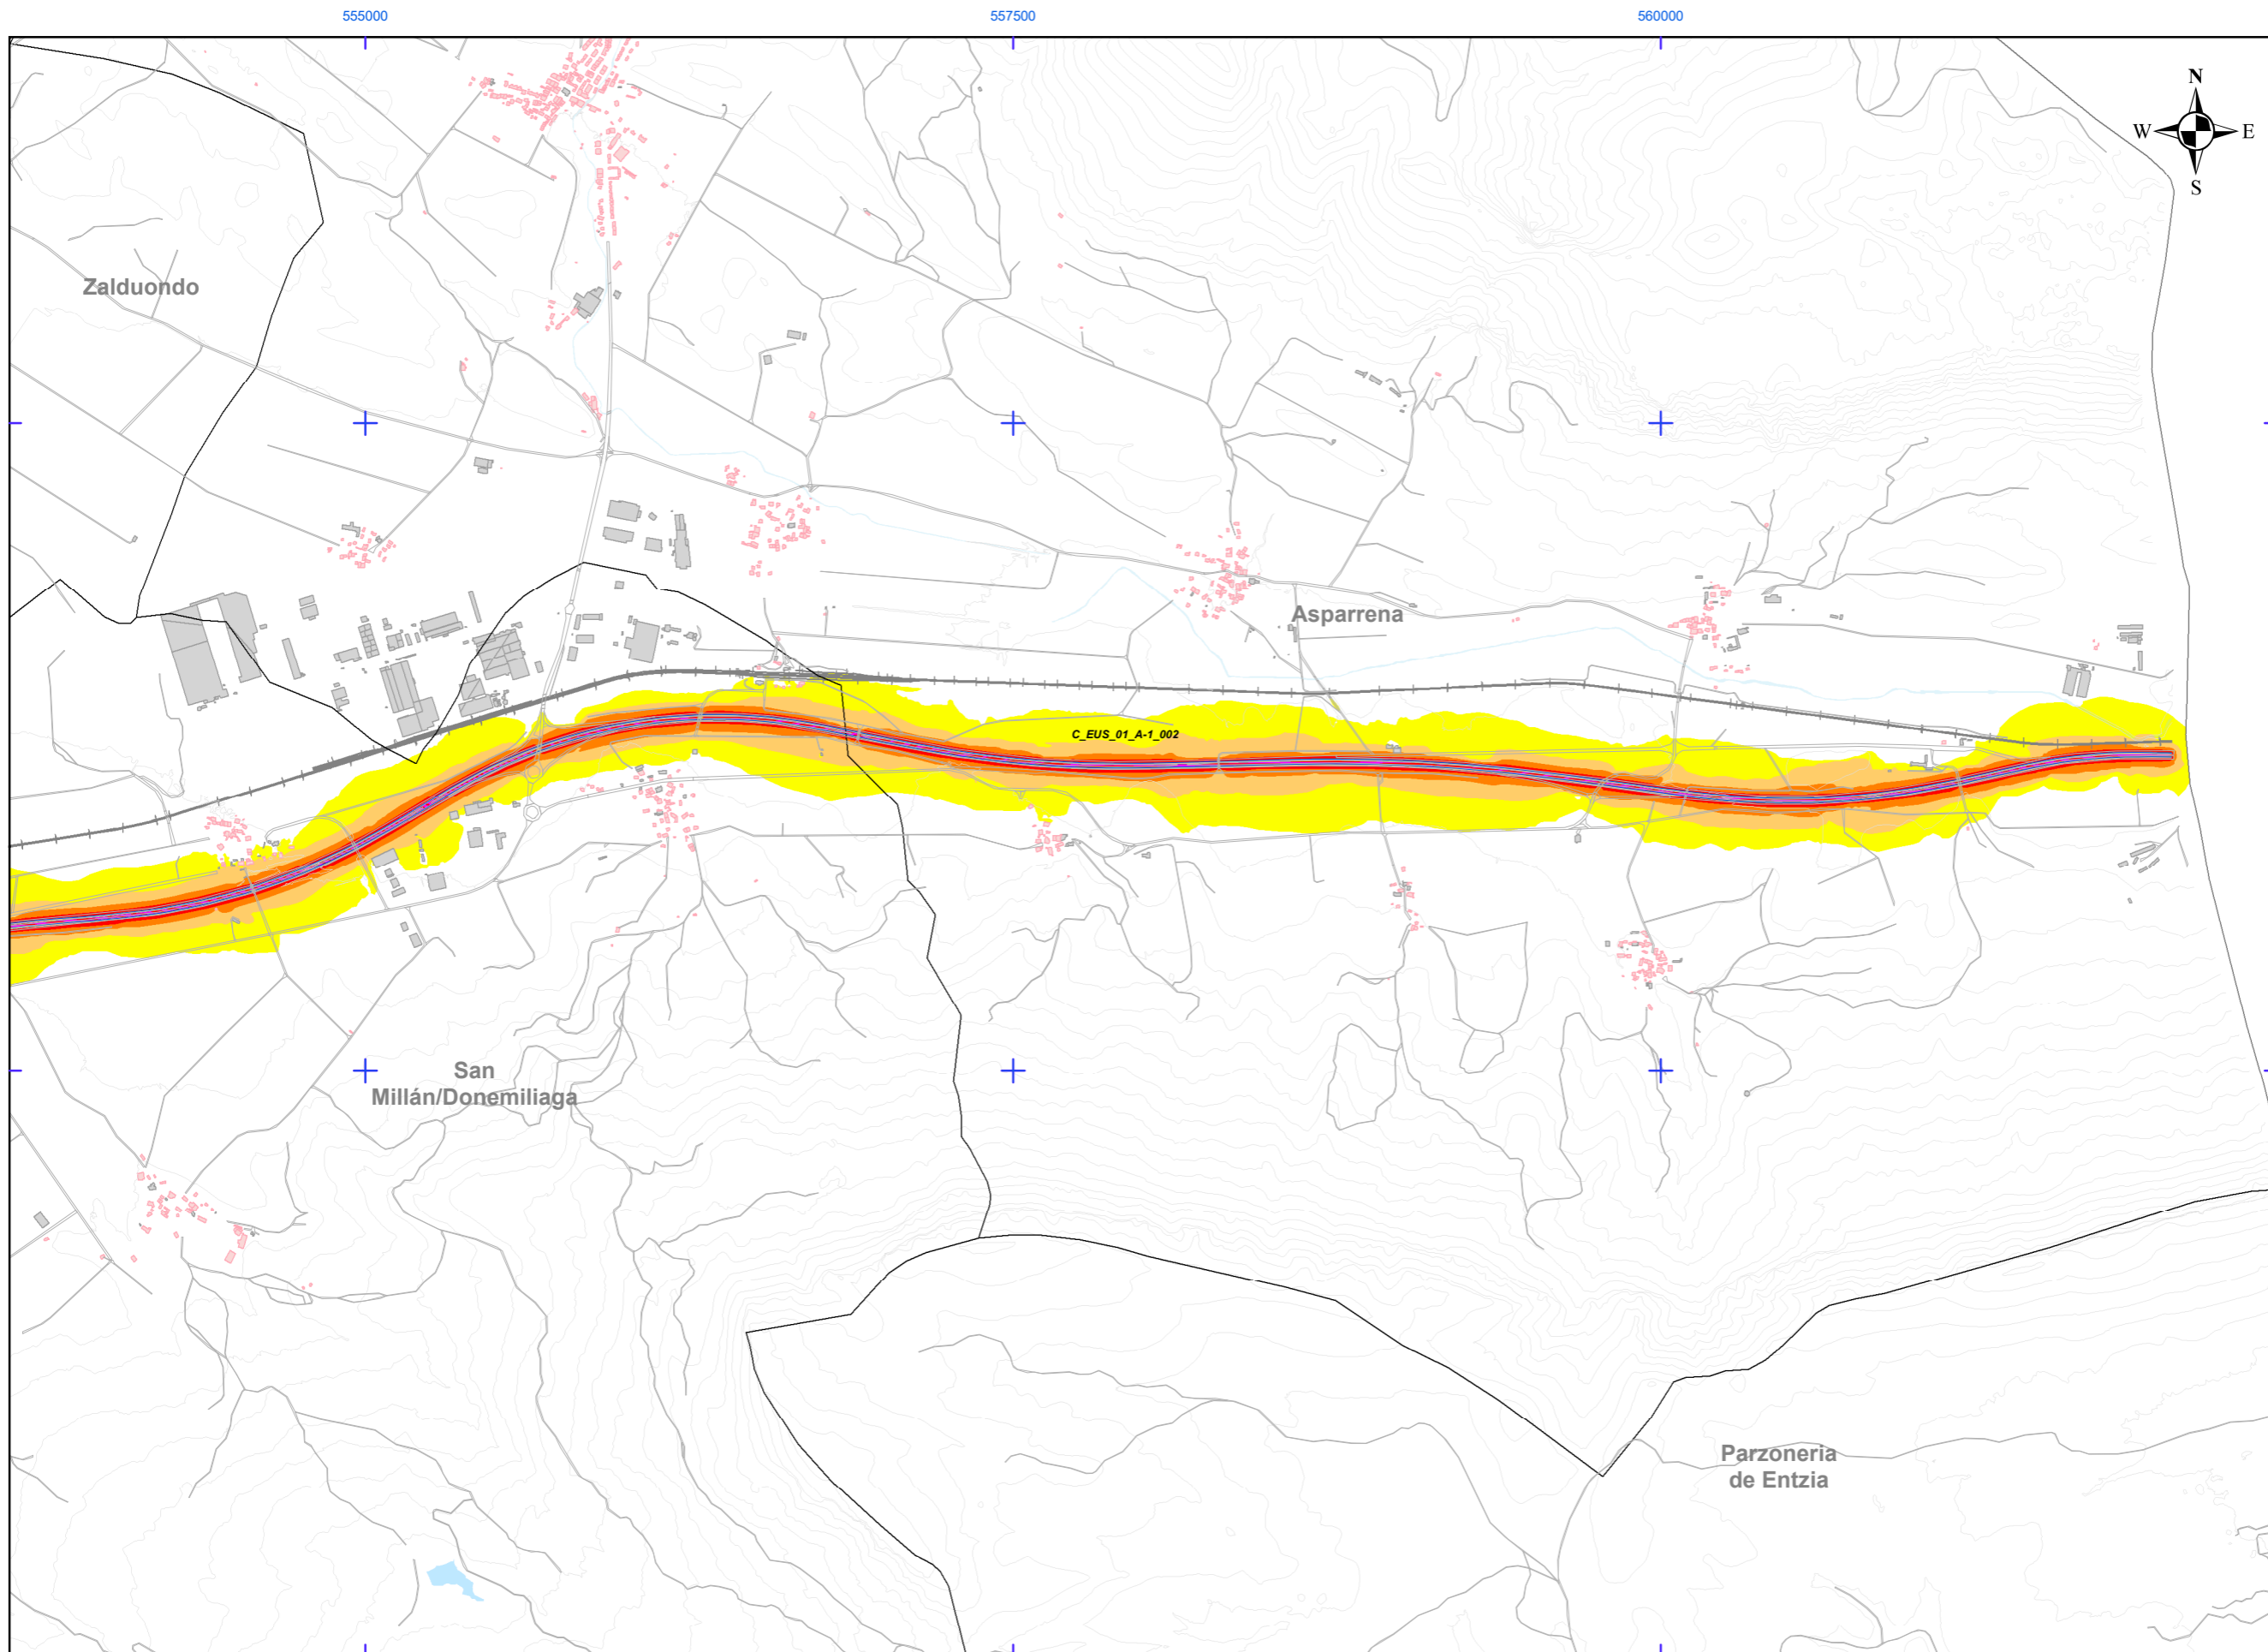 555000
557500
560000
N
W
E
S
Zalduondo
Asparrena
C_EUS_01_A-1_002
San
Millán/Donemiliaga
Parzoneria
de Entzia